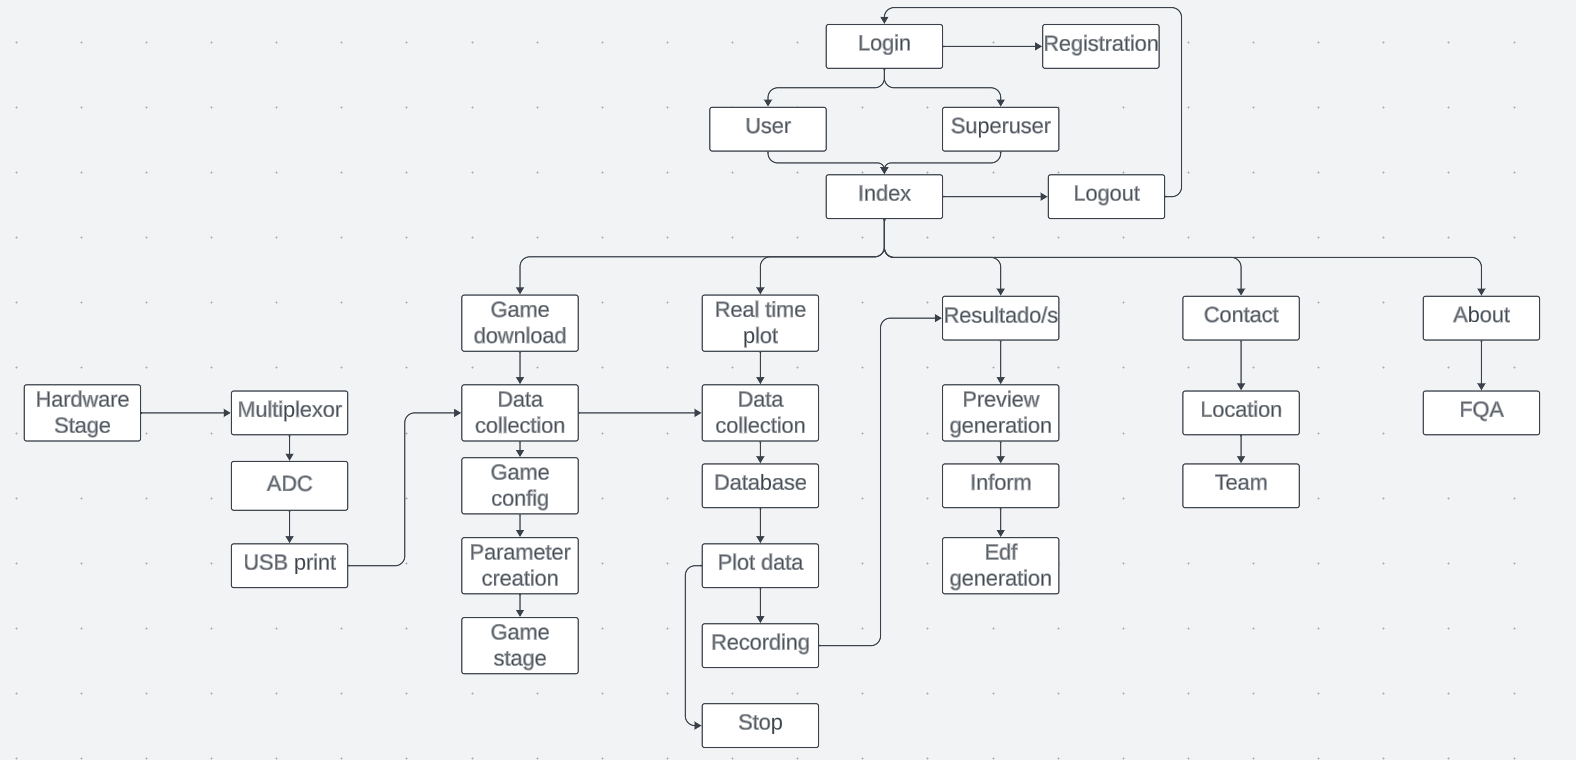 Login
Registration
User
Superuser
Index
Logout
Game
download
Real time
plot
Resultado/s
Contact
About
Hardware
Stage
Multiplexor
Data
collection
Data
collection
Preview
generation
Location
FQA
ADC
Game
config
Database
Inform
Team
USB print
Parameter
creation
Plot data
Edf
generation
Game
stage
Recording
Stop